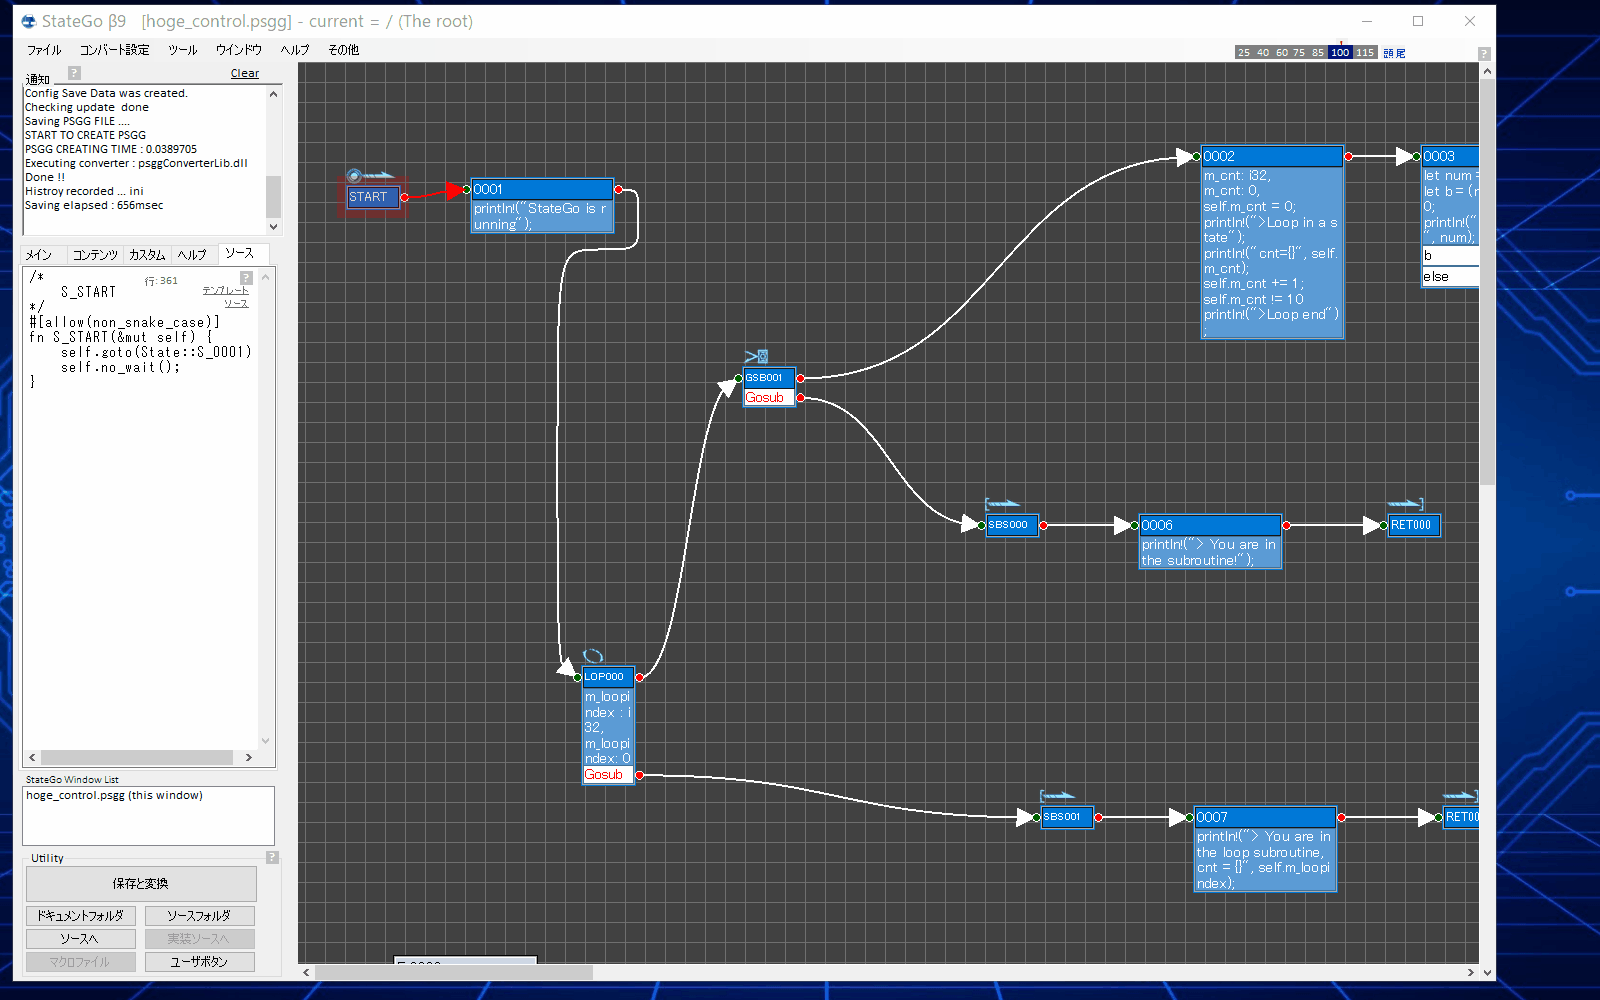 StateGo β9 [hoge_control.psgg] - current = / (The root)
ファイル コンバート設定 ツール ウインドウ ヘルプ その他
25 40 60 75 85 100 115 頭 尾 ?
通知 ? Clear
Config Save Data was created.
Checking update done
Saving PSGG FILE ....
START TO CREATE PSGG
PSGG CREATING TIME : 0.0389705
Executing converter : psggConverterLib.dll
Done !!
Histroy recorded ... ini
Saving elapsed : 656msec
メイン コンテンツ カスタム ヘルプ ソース
/*
S_START
*/
行: 361 ?
テンプレート
ソース
#[allow(non_snake_case)]
fn S_START(&mut self) {
self.goto(State::S_0001)
self.no_wait();
}
StateGo Window List
hoge_control.psgg (this window)
Utility ?
保存と変換
ドキュメントフォルダ ソースフォルダ
ソースへ 実装ソースへ
マクロファイル ユーザボタン
START
0001
println!("StateGo is r
unning");
0002
m_cnt: i32,
m_cnt: 0,
self.m_cnt = 0;
println!(">Loop in a s
tate");
println!("cnt={}", self.
m_cnt);
self.m_cnt += 1;
self.m_cnt != 10
println!(">Loop end")
;
0003
let num =
let b = (n
0;
println!("
", num);
b
else
GSB001
Gosub
SBS000
0006
println!("> You are in
the subroutine!");
RET000
LOP000
m_loopi
ndex : i
32,
m_loopi
ndex: 0
Gosub
SBS001
0007
println!("> You are in
the loop subroutine,
cnt = {}", self.m_loopi
ndex);
RET00